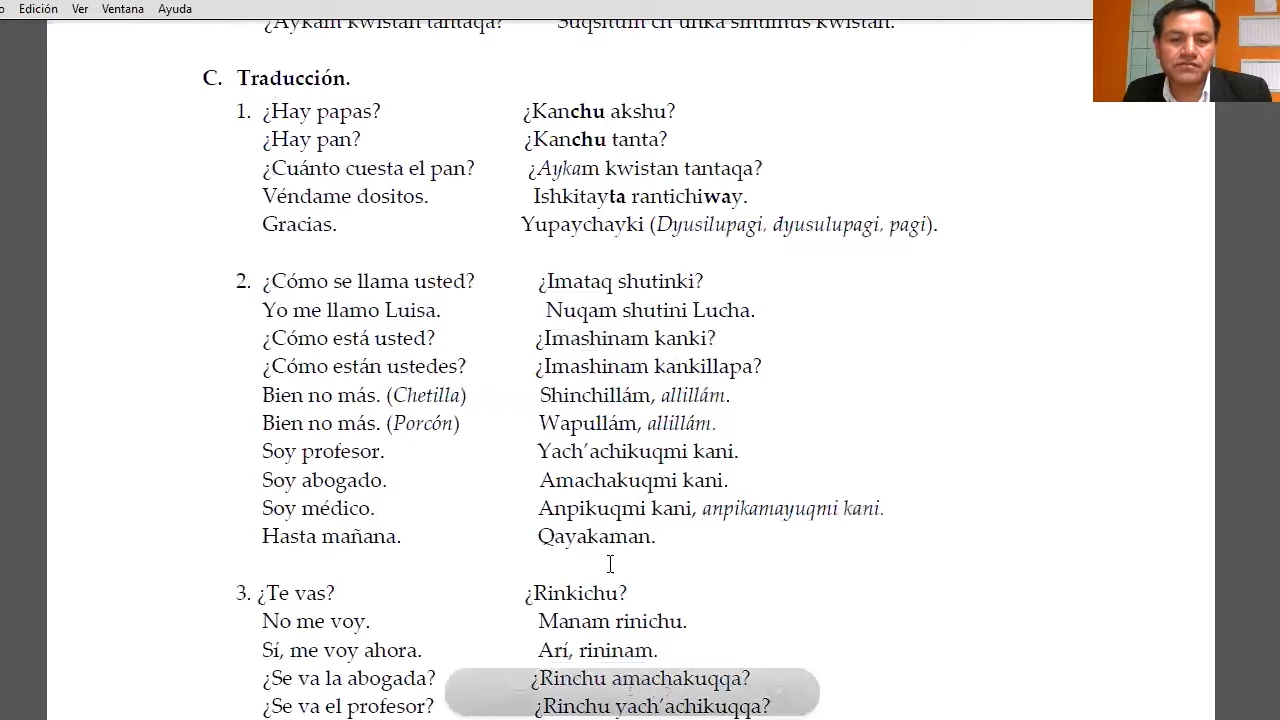 Edición Ver Ventana Ayuda
¿Aykam kwistan tantaqa? kwistan.
C. Traducción.
1. ¿Hay papas? ¿Kanchu akshu?
¿Hay pan? ¿Kanchu tanta?
¿Cuánto cuesta el pan? ¿Aykam kwistan tantaqa?
Véndame dositos. Ishkitayta rantichiway.
Gracias. Yupaychayki (Dyusilupagi, dyusulupagi, pagi).
2. ¿Cómo se llama usted? ¿Imataq shutinki?
Yo me llamo Luisa. Nuqam shutini Lucha.
¿Cómo está usted? ¿Imashinam kanki?
¿Cómo están ustedes? ¿Imashinam kankillapa?
Bien no más. (Chetilla) Shinchillám, allillám.
Bien no más. (Porcón) Wapullám, allillám.
Soy profesor. Yach’achikuqmi kani.
Soy abogado. Amachakuqmi kani.
Soy médico. Anpikuqmi kani, anpikamayuqmi kani.
Hasta mañana. Qayakaman.
3. ¿Te vas? ¿Rinkichu?
No me voy. Manam rinichu.
Sí, me voy ahora. Arí, rininam.
¿Se va la abogada? ¿Rinchu amachakuqqa?
¿Se va el profesor? ¿Rinchu yach’achikuqqa?